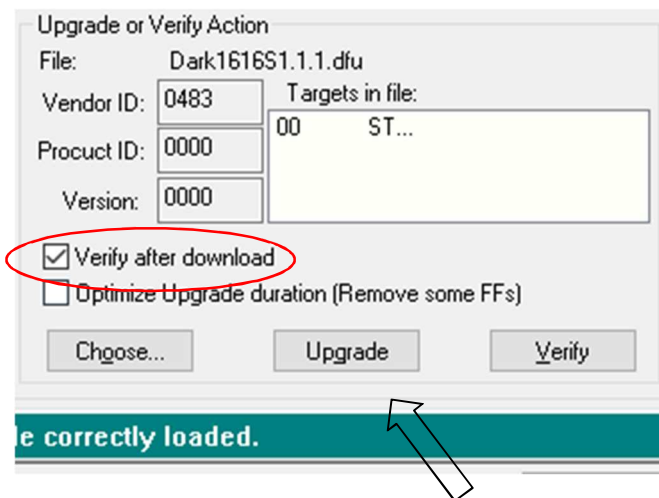 Upgrade or Verify Action
File: Dark1616S1.1.1.dfu
Vendor ID: 0483
Targets in file:
00 ST...
Procuct ID: 0000
Version: 0000
Verify after download
Optimize Upgrade duration (Remove some FFs)
Choose... Upgrade Verify
le correctly loaded.